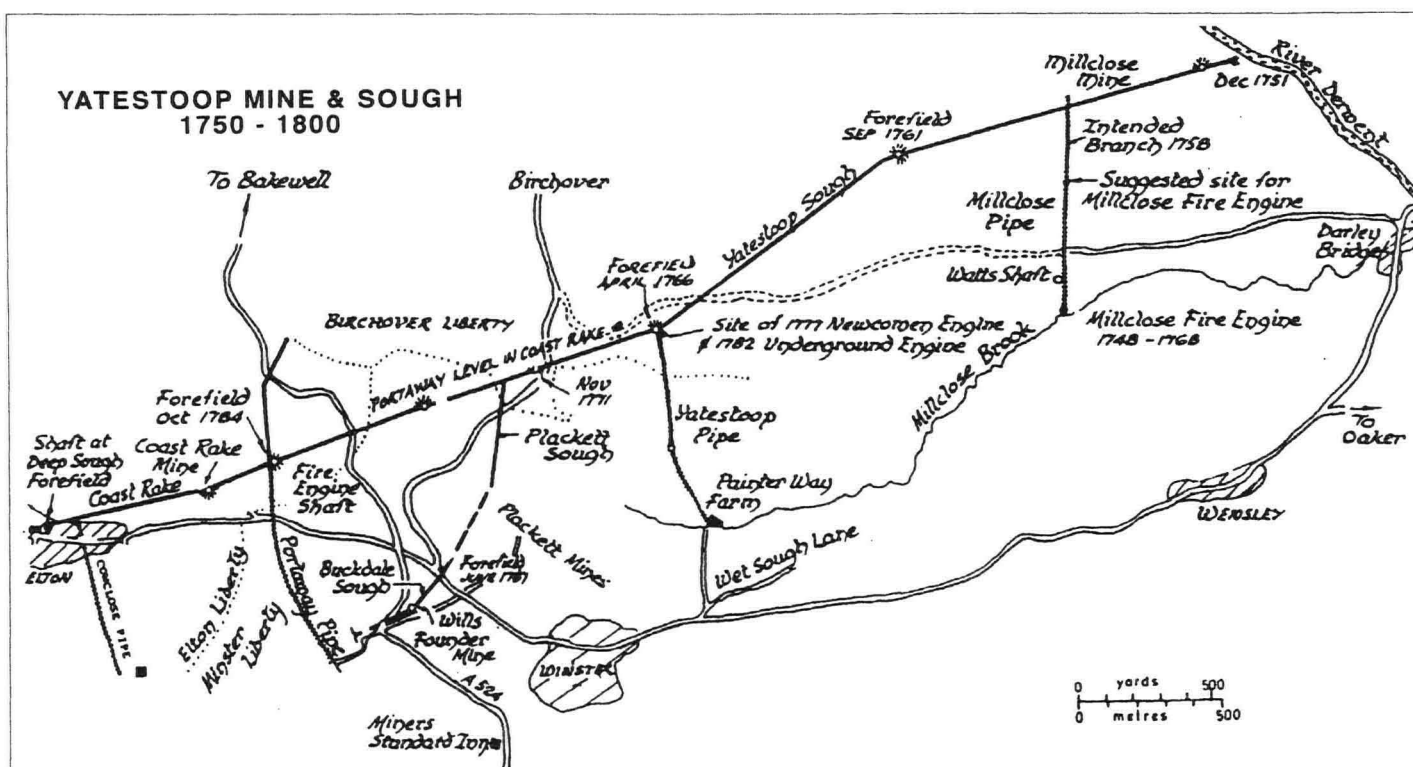 YATESTOOP MINE & SOUGH
1750 - 1800
River Derwent
Millclose
Mine
Dec 1751
Forefield
SEP 1761
Intended
Branch 1758
Suggested site for
Millclose Fire Engine
To Bakewell
Birchover
Yatestoop Sough
Millclose
Pipe
Darley
Bridge
Watts Shaft
FOREFIELD
APRIL 1766
BIRCHOVER LIBERTY
PORTAWAY LEVEL IN COAST RAKE
Site of 1777 Newcomen Engine
& 1782 Underground Engine
Millclose Brook
Millclose Fire Engine
1748 - 1768
Nov
1771
Forefield
Oct 1784
Plackett
Sough
Yatestoop
Pipe
To
Oaker
Shaft at
Deep Sough
Forefield
Coast Rake
Mine
Coast Rake
Fire
Engine
Shaft
Painter Way
Farm
WENSLEY
Plackett Mines
Forefield
JUNE 1787
Wet Sough Lane
Buckdale
Sough
ELTON
COWCLOSE PIPE
Elton Liberty
Minster
Liberty
Portaway Pipe
Wills
Founder
Mine
WINSTER
A 524
Miners
Standard Inn
0 yards 500
0 metres 500